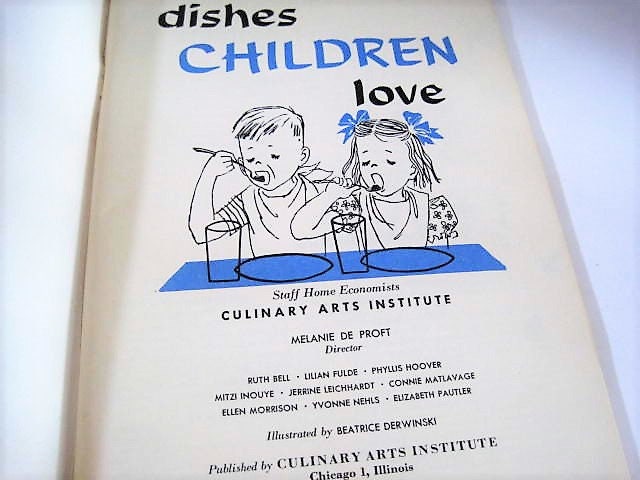 dishes
CHILDREN
love
Staff Home Economists
CULINARY ARTS INSTITUTE
MELANIE DE PROFT
Director
RUTH BELL • LILIAN FULDE • PHYLLIS HOOVER
MITZI INOUYE • JERRINE LEICHHARDT • CONNIE MATLAVAGE
ELLEN MORRISON • YVONNE NEHLS • ELIZABETH PAUTLER
Illustrated by BEATRICE DERWINSKI
Published by CULINARY ARTS INSTITUTE
Chicago 1, Illinois